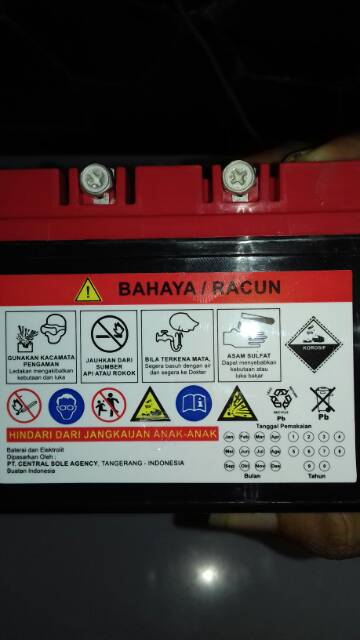 BAHAYA / RACUN
GUNAKAN KACAMATA
PENGAMAN
Ledakan mengakibatkan
kebutaan dan luka
JAUHKAN DARI
SUMBER
API ATAU ROKOK
BILA TERKENA MATA,
Segera basuh dengan air
dan segera ke Dokter
ASAM SULFAT
Dapat menyebabkan
kebutaan atau
luka bakar
KOROSIF
RECYCLE
Pb
Pb
HINDARI DARI JANGKAUAN ANAK-ANAK
Baterai dan Elektrolit
Dipasarkan Oleh :
PT. CENTRAL SOLE AGENCY, TANGERANG - INDONESIA
Buatan Indonesia
Tanggal Pemakaian
Jan Feb Mar Apr 1 2 3 4
Mei Jun Jul Ags 5 6 7 8
Sep Okt Nov Des 9 0
Bulan Tahun